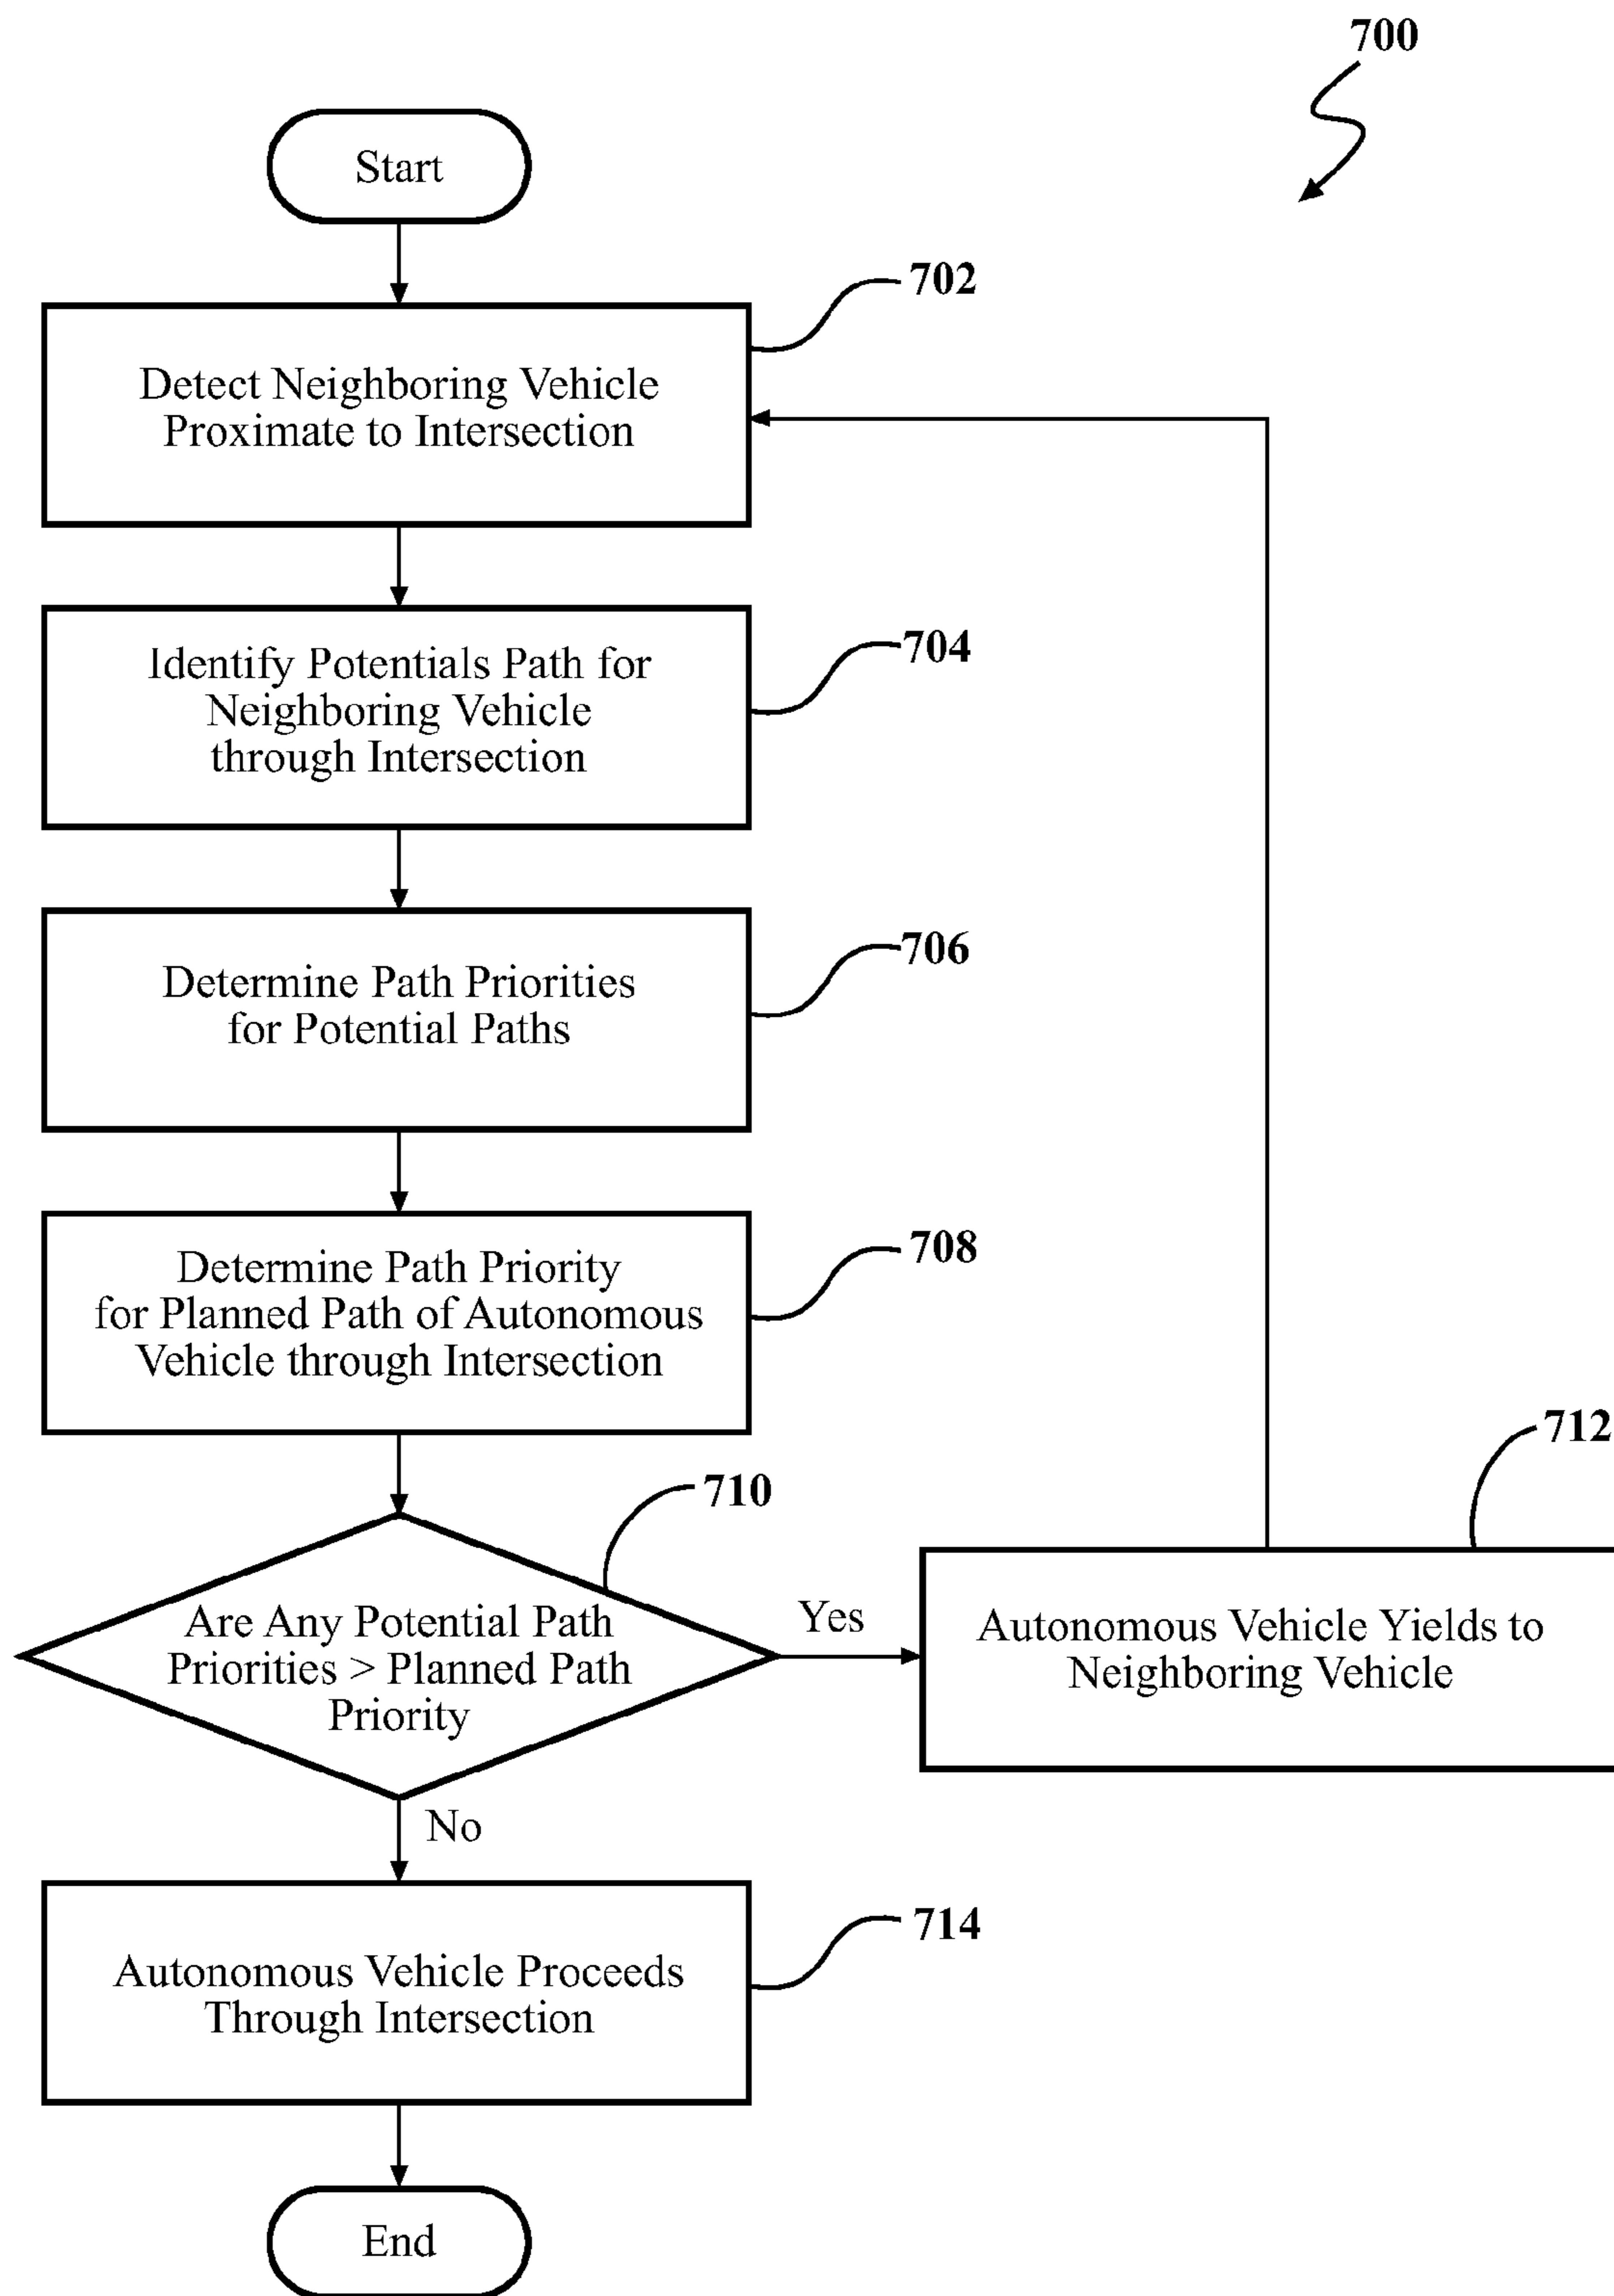 700
Start
702
Detect Neighboring Vehicle
Proximate to Intersection
704
Identify Potentials Path for
Neighboring Vehicle
through Intersection
706
Determine Path Priorities
for Potential Paths
708
Determine Path Priority
for Planned Path of Autonomous
Vehicle through Intersection
710
Are Any Potential Path
Priorities > Planned Path
Priority
Yes
712
Autonomous Vehicle Yields to
Neighboring Vehicle
No
714
Autonomous Vehicle Proceeds
Through Intersection
End